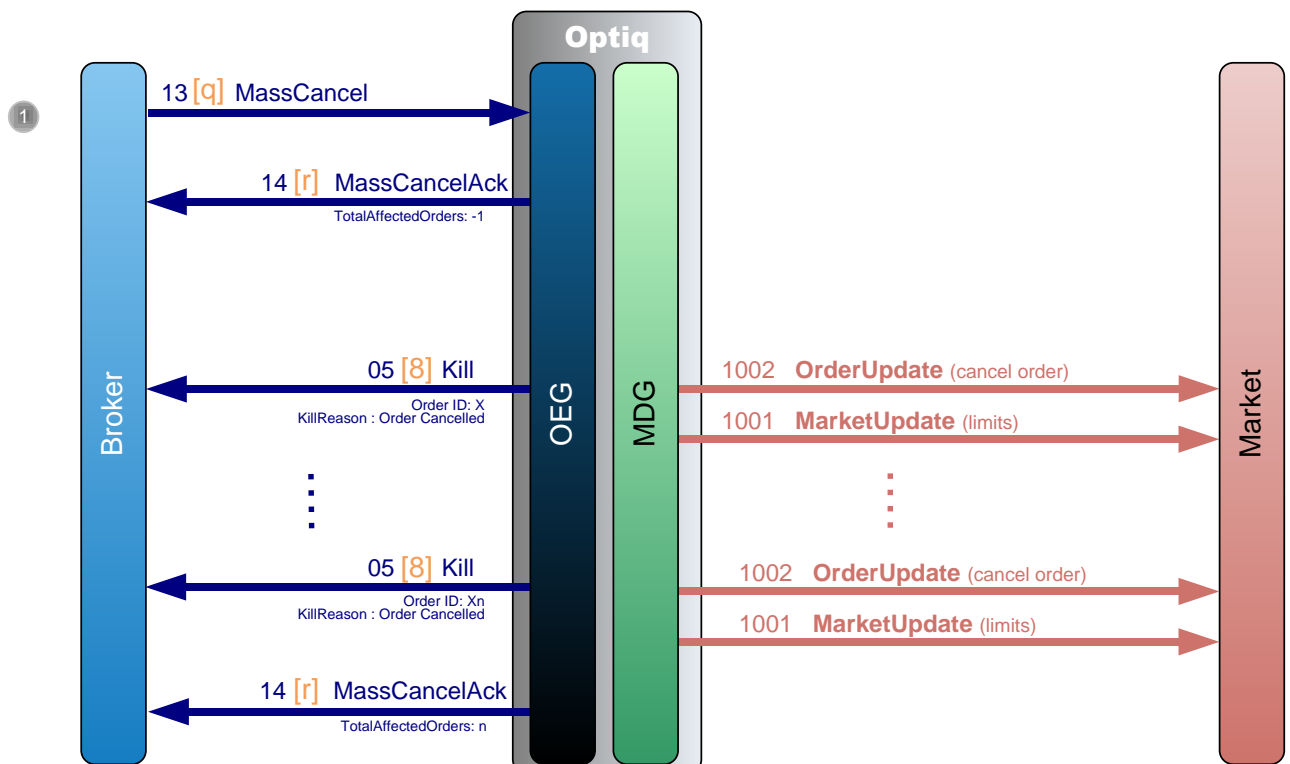 Optiq
13 [q] MassCancel
1
14 [r] MassCancelAck
TotalAffectedOrders: -1
05 [8] Kill
Order ID: X
KillReason : Order Cancelled
1002 OrderUpdate (cancel order)
1001 MarketUpdate (limits)
Broker
OEG
MDG
Market
05 [8] Kill
Order ID: Xn
KillReason : Order Cancelled
1002 OrderUpdate (cancel order)
1001 MarketUpdate (limits)
14 [r] MassCancelAck
TotalAffectedOrders: n